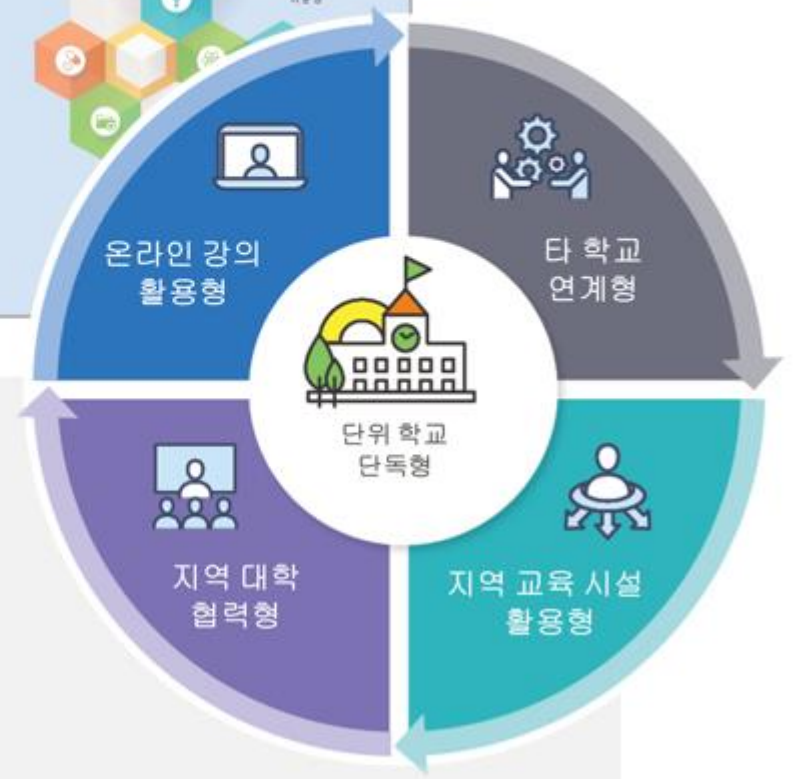 온라인 강의
활용형
타 학교
연계형
단위 학교
단독형
지역 대학
협력형
지역 교육 시설
활용형